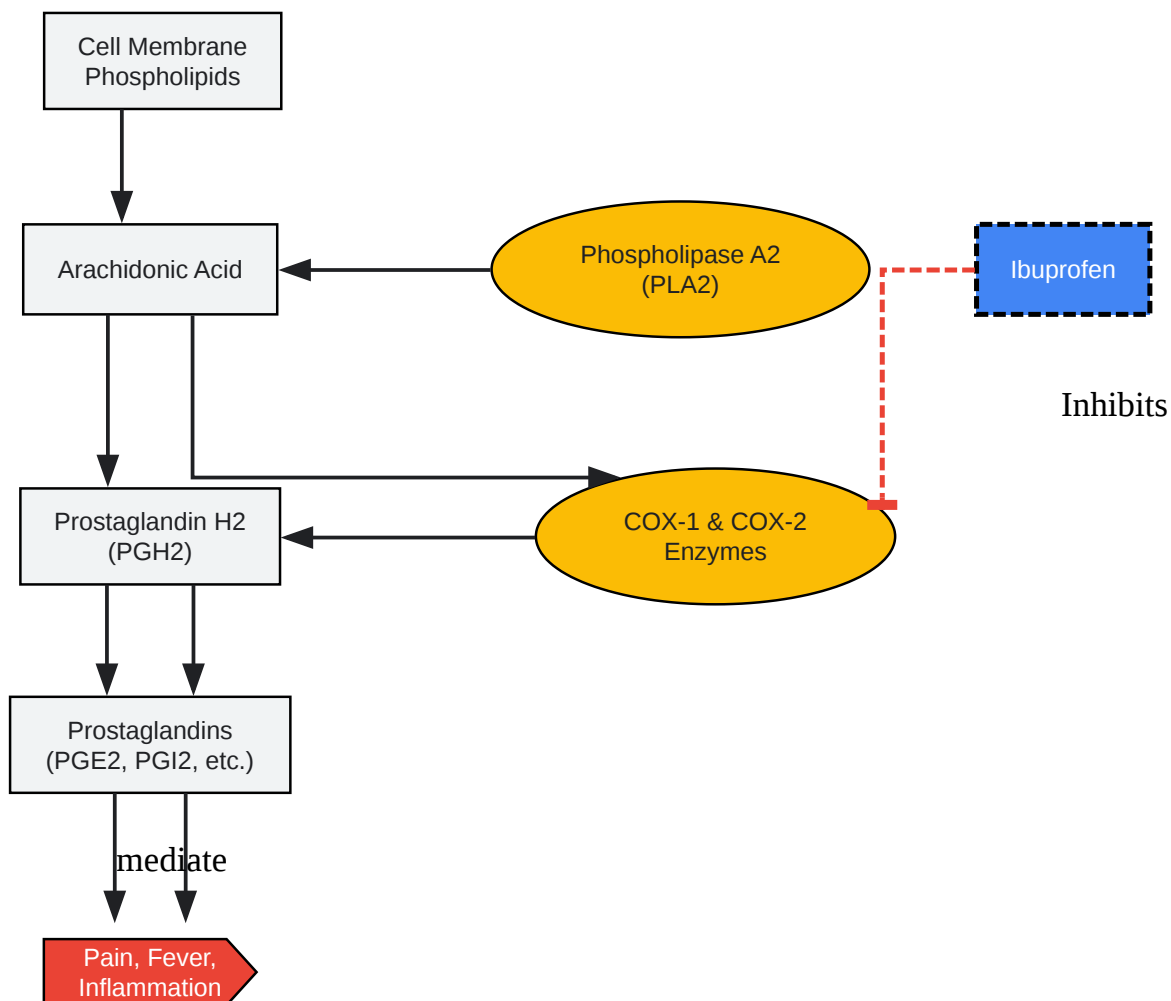 Cell Membrane
Phospholipids
Arachidonic Acid
Phospholipase A2
(PLA2)
Ibuprofen
Inhibits
Prostaglandin H2
(PGH2)
COX-1 & COX-2
Enzymes
Prostaglandins
(PGE2, PGI2, etc.)
mediate
Pain, Fever,
Inflammation